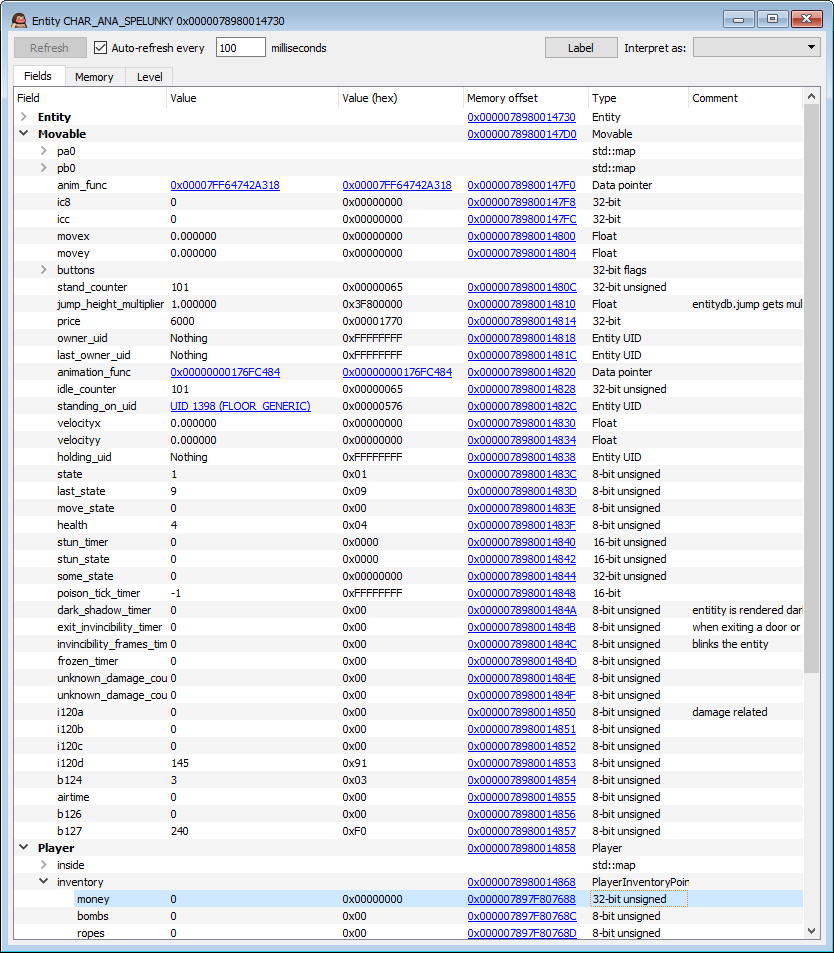 Entity CHAR_ANA_SPELUNKY 0x0000078980014730
Refresh Auto-refresh every 100 milliseconds Label Interpret as:
Fields Memory Level
Field Value Value (hex) Memory offset Type Comment
Entity 0x0000078980014730 Entity
Movable 0x00000789800147D0 Movable
pa0 std::map
pb0 std::map
anim_func 0x00007FF64742A318 0x00007FF64742A318 0x00000789800147F0 Data pointer
ic8 0 0x00000000 0x00000789800147F8 32-bit
icc 0 0x00000000 0x00000789800147FC 32-bit
movex 0.000000 0x00000000 0x0000078980014800 Float
movey 0.000000 0x00000000 0x0000078980014804 Float
buttons 32-bit flags
stand_counter 101 0x00000065 0x000007898001480C 32-bit unsigned
jump_height_multiplier 1.000000 0x3F800000 0x0000078980014810 Float entitydb.jump gets mul
price 6000 0x00001770 0x0000078980014814 32-bit
owner_uid Nothing 0xFFFFFFFF 0x0000078980014818 Entity UID
last_owner_uid Nothing 0xFFFFFFFF 0x000007898001481C Entity UID
animation_func 0x00000000176FC484 0x00000000176FC484 0x0000078980014820 Data pointer
idle_counter 101 0x00000065 0x0000078980014828 32-bit unsigned
standing_on_uid UID 1398 (FLOOR_GENERIC) 0x00000576 0x000007898001482C Entity UID
velocityx 0.000000 0x00000000 0x0000078980014830 Float
velocityy 0.000000 0x00000000 0x0000078980014834 Float
holding_uid Nothing 0xFFFFFFFF 0x0000078980014838 Entity UID
state 1 0x01 0x000007898001483C 8-bit unsigned
last_state 9 0x09 0x000007898001483D 8-bit unsigned
move_state 0 0x00 0x000007898001483E 8-bit unsigned
health 4 0x04 0x000007898001483F 8-bit unsigned
stun_timer 0 0x0000 0x0000078980014840 16-bit unsigned
stun_state 0 0x0000 0x0000078980014842 16-bit unsigned
some_state 0 0x00000000 0x0000078980014844 32-bit unsigned
poison_tick_timer -1 0xFFFFFFFF 0x0000078980014848 16-bit
dark_shadow_timer 0 0x00 0x000007898001484A 8-bit unsigned entitity is rendered dar
exit_invincibility_timer 0 0x00 0x000007898001484B 8-bit unsigned when exiting a door or
invincibility_frames_tim 0 0x00 0x000007898001484C 8-bit unsigned blinks the entity
frozen_timer 0 0x00 0x000007898001484D 8-bit unsigned
unknown_damage_cou 0 0x00 0x000007898001484E 8-bit unsigned
unknown_damage_cou 0 0x00 0x000007898001484F 8-bit unsigned
i120a 0 0x00 0x0000078980014850 8-bit unsigned damage related
i120b 0 0x00 0x0000078980014851 8-bit unsigned
i120c 0 0x00 0x0000078980014852 8-bit unsigned
i120d 145 0x91 0x0000078980014853 8-bit unsigned
b124 3 0x03 0x0000078980014854 8-bit unsigned
airtime 0 0x00 0x0000078980014855 8-bit unsigned
b126 0 0x00 0x0000078980014856 8-bit unsigned
b127 240 0xF0 0x0000078980014857 8-bit unsigned
Player 0x0000078980014858 Player
inside std::map
inventory 0x0000078980014868 PlayerInventoryPoin
money 0 0x00000000 0x000007897F807688 32-bit unsigned
bombs 0 0x00 0x000007897F80768C 8-bit unsigned
ropes 0 0x00 0x000007897F80768D 8-bit unsigned